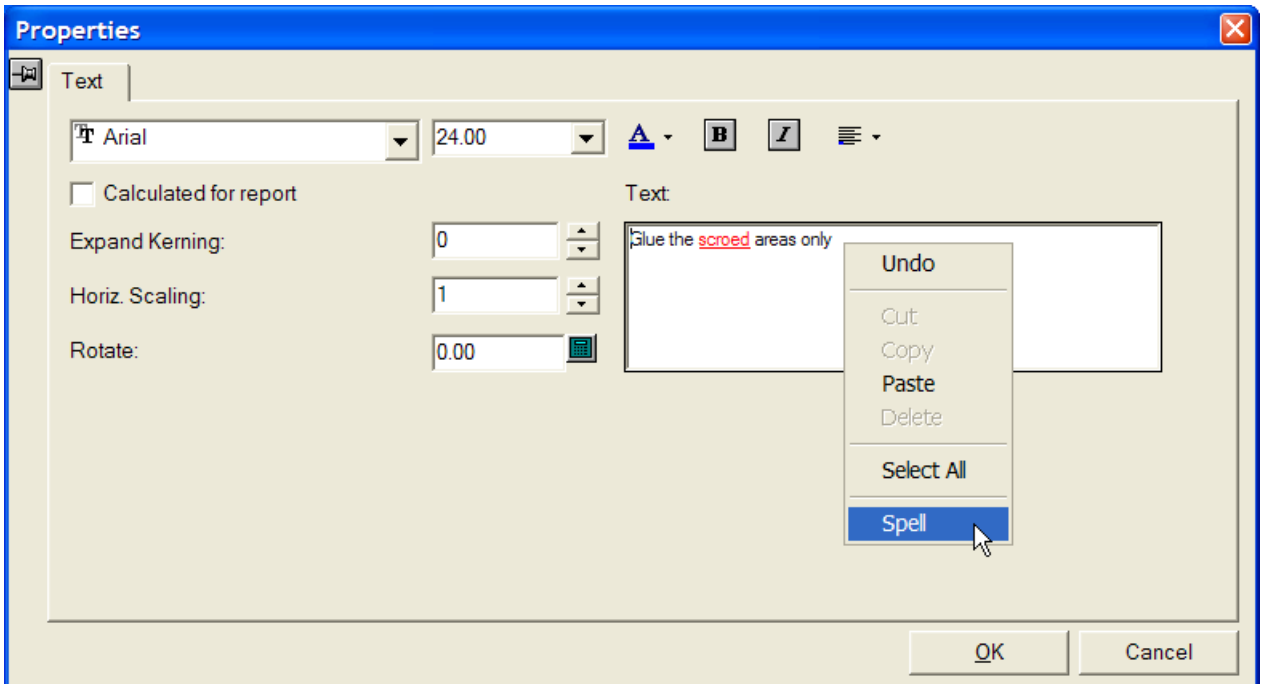 Properties
Text
Arial
24.00
A
B
I
Calculated for report
Text:
Expand Kerning:
0
Glue the scroed areas only
Horiz. Scaling:
1
Rotate:
0.00
Undo
Cut
Copy
Paste
Delete
Select All
Spell
OK
Cancel